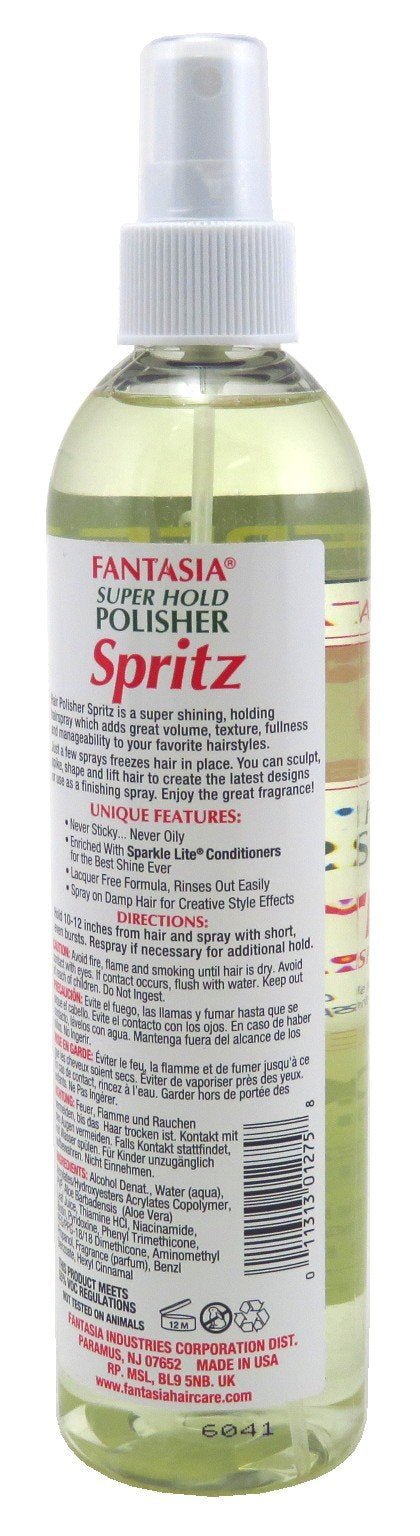 FANTASIA®
SUPER HOLD
POLISHER
Spritz
Hair Polisher Spritz is a super shining, holding
hairspray which adds great volume, texture, fullness
and manageability to your favorite hairstyles.
Just a few sprays freezes hair in place. You can sculpt,
spike, shape and lift hair to create the latest designs
or use as a finishing spray. Enjoy the great fragrance!
UNIQUE FEATURES:
• Never Sticky... Never Oily
• Enriched With Sparkle Lite® Conditioners
for the Best Shine Ever
• Lacquer Free Formula, Rinses Out Easily
• Spray on Damp Hair for Creative Style Effects
DIRECTIONS:
Hold 10-12 inches from hair and spray with short,
even bursts. Respray if necessary for additional hold.
CAUTION: Avoid fire, flame and smoking until hair is dry. Avoid
contact with eyes. If contact occurs, flush with water. Keep out
of reach of children. Do Not Ingest.
PRECAUCIÓN: Evite el fuego, las llamas y fumar hasta que se
seque el cabello. Evite el contacto con los ojos. En caso de haber
contacto, lávelos con agua. Mantenga fuera del alcance de los
niños. No Ingerir.
MISE EN GARDE: Éviter le feu, la flamme et de fumer jusqu'à ce
que les cheveux soient secs. Éviter de vaporiser près des yeux.
de contact, rincez à l'eau. Garder hors de portée des
enfants. Ne Pas Ingérer.
ACHTUNG: Feuer, Flamme und Rauchen
vermeiden, bis das Haar trocken ist. Kontakt mit
den Augen vermeiden. Falls Kontakt stattfindet,
mit Wasser spülen. Für Kinder unzugänglich
aufbewahren. Nicht Einnehmen.
INGREDIENTS: Alcohol Denat., Water (aqua),
Acrylates/Hydroxyesters Acrylates Copolymer,
Aloe Barbadensis (Aloe Vera)
Juice, Thiamine HCl, Niacinamide,
Pyridoxine, Phenyl Trimethicone,
PEG/PPG-18/18 Dimethicone, Aminomethyl
Propanol, Fragrance (parfum), Benzyl
Benzoate, Hexyl Cinnamal
THIS PRODUCT MEETS
VOC REGULATIONS
NOT TESTED ON ANIMALS
12 M
0 11313 01275 8
FANTASIA INDUSTRIES CORPORATION DIST.
PARAMUS, NJ 07652 MADE IN USA
RP. MSL, BL9 5NB. UK
www.fantasiahaircare.com
6041